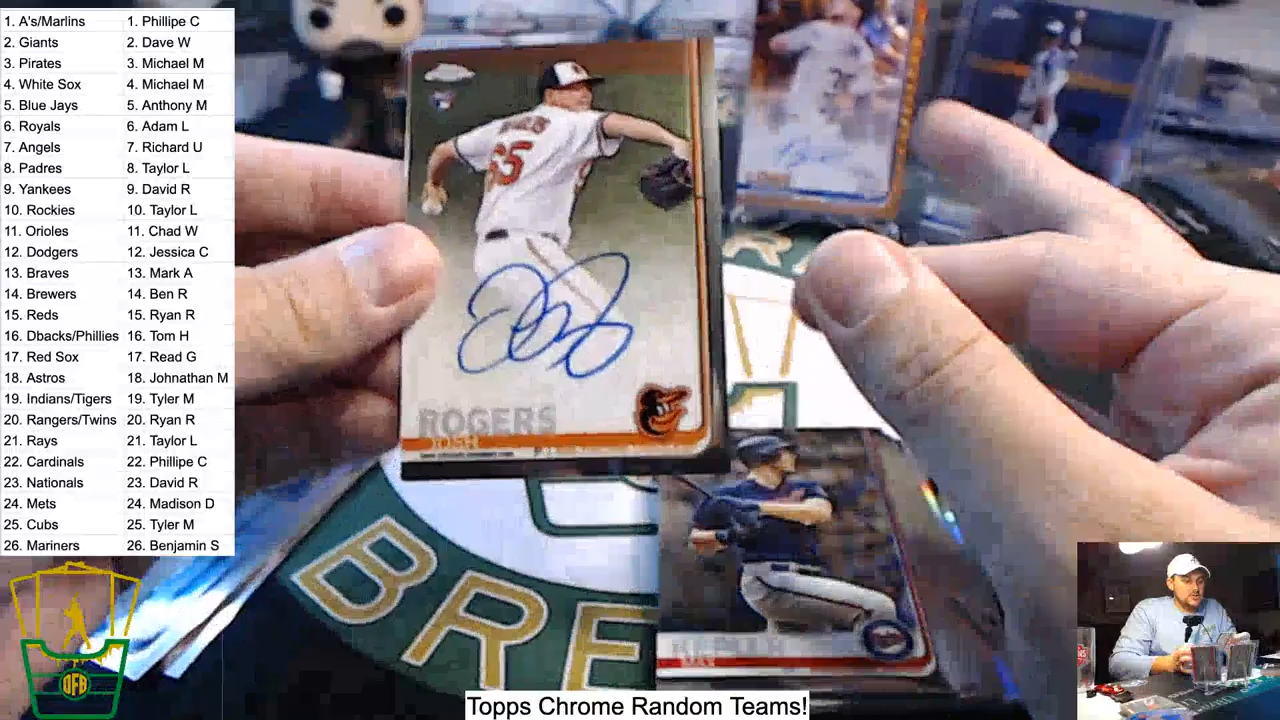 1. A's/Marlins 1. Phillipe C
2. Giants 2. Dave W
3. Pirates 3. Michael M
4. White Sox 4. Michael M
5. Blue Jays 5. Anthony M
6. Royals 6. Adam L
7. Angels 7. Richard U
8. Padres 8. Taylor L
9. Yankees 9. David R
10. Rockies 10. Taylor L
11. Orioles 11. Chad W
12. Dodgers 12. Jessica C
13. Braves 13. Mark A
14. Brewers 14. Ben R
15. Reds 15. Ryan R
16. Dbacks/Phillies 16. Tom H
17. Red Sox 17. Read G
18. Astros 18. Johnathan M
19. Indians/Tigers 19. Tyler M
20. Rangers/Twins 20. Ryan R
21. Rays 21. Taylor L
22. Cardinals 22. Phillipe C
23. Nationals 23. David R
24. Mets 24. Madison D
25. Cubs 25. Tyler M
26. Mariners 26. Benjamin S
65
ROGERS
JOSH
BRE
OFB
Topps Chrome Random Teams!